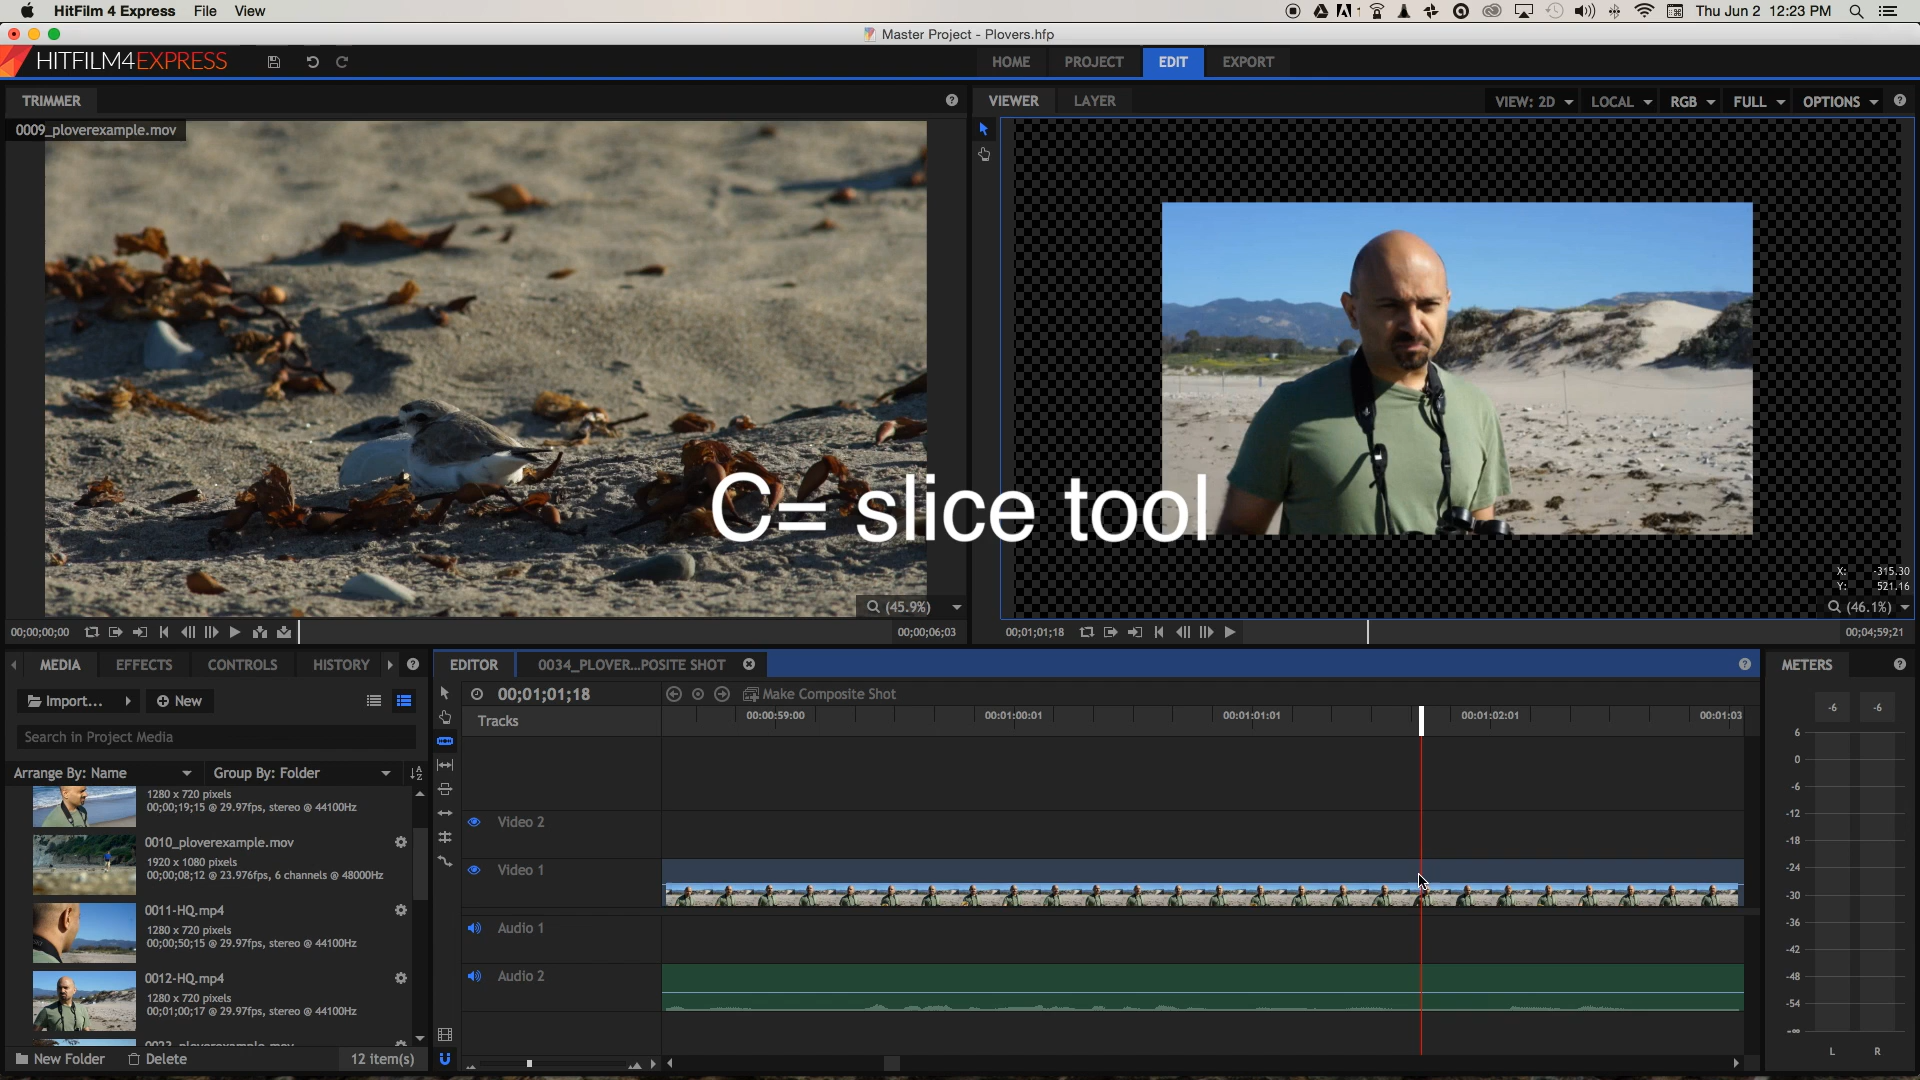 HitFilm 4 Express File View
1 Thu Jun 2 12:23 PM
Master Project - Plovers.hfp
HITFILM4EXPRESS
HOME PROJECT EDIT EXPORT
TRIMMER
VIEWER LAYER
VIEW: 2D LOCAL RGB FULL OPTIONS
0009_ploverexample.mov
C= slice tool
X: -315.30
Y: 521.16
(45.9%)
(46.1%)
00;00;00;00
00;00;06;03
00;01;01;18
00;04;59;21
MEDIA EFFECTS CONTROLS HISTORY
EDITOR 0034_PLOVER...POSITE SHOT
METERS
Import...
New
00;01;01;18
Make Composite Shot
Tracks
00:00:59:00
00:01:00:01
00:01:01:01
00:01:02:01
00:01:03
Search in Project Media
Arrange By: Name
Group By: Folder
1280 x 720 pixels
00;00;19;15 @ 29.97fps, stereo @ 44100Hz
0010_ploverexample.mov
1920 x 1080 pixels
00;00;08;12 @ 23.976fps, 6 channels @ 48000Hz
0011-HQ.mp4
1280 x 720 pixels
00;00;50;15 @ 29.97fps, stereo @ 44100Hz
0012-HQ.mp4
1280 x 720 pixels
00;01;00;17 @ 29.97fps, stereo @ 44100Hz
New Folder
Delete
12 item(s)
Video 2
Video 1
Audio 1
Audio 2
-6 -6
6
0
-6
-12
-18
-24
-30
-36
-42
-48
-54
-∞
L R